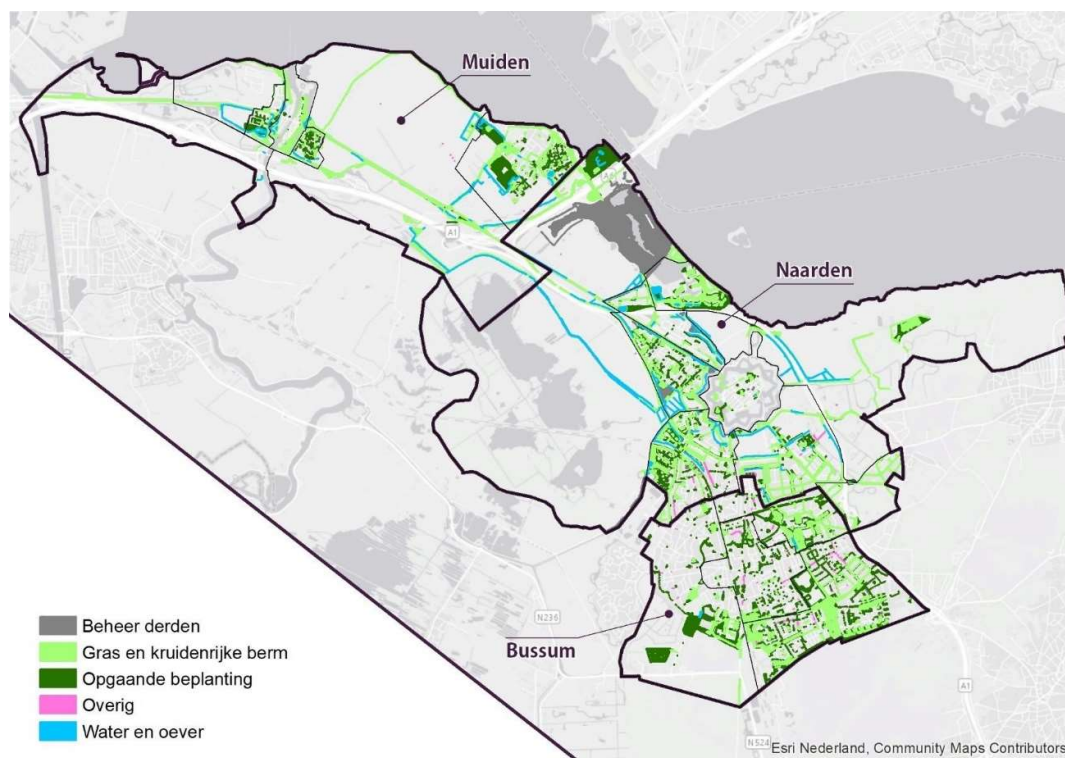 Muiden
A1
Naarden
N236
Bussum
A1
N524
Beheer derden
Gras en kruidenrijke berm
Opgaande beplanting
Overig
Water en oever
Esri Nederland, Community Maps Contributors